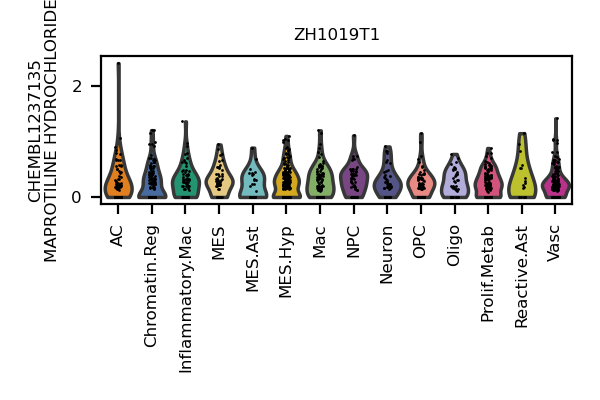 ZH1019T1
CHEMBL1237135
MAPROTILINE HYDROCHLORIDE
2
0
AC
Chromatin.Reg
Inflammatory.Mac
MES
MES.Ast
MES.Hyp
Mac
NPC
Neuron
OPC
Oligo
Prolif.Metab
Reactive.Ast
Vasc